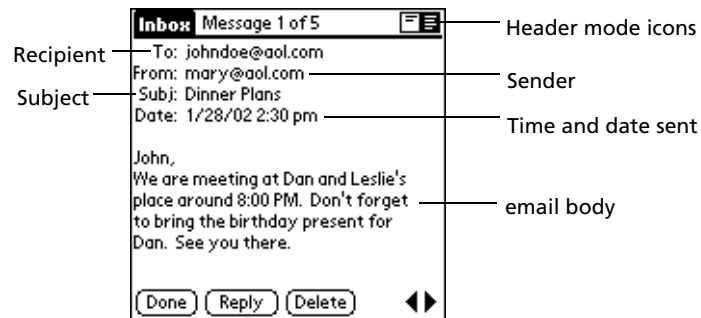 Inbox Message 1 of 5
Header mode icons
Recipient
To: johndoe@aol.com
From: mary@aol.com
Sender
Subject
Subj: Dinner Plans
Date: 1/28/02 2:30 pm
Time and date sent
John,
We are meeting at Dan and Leslie's
place around 8:00 PM. Don't forget
to bring the birthday present for
Dan. See you there.
email body
Done Reply Delete